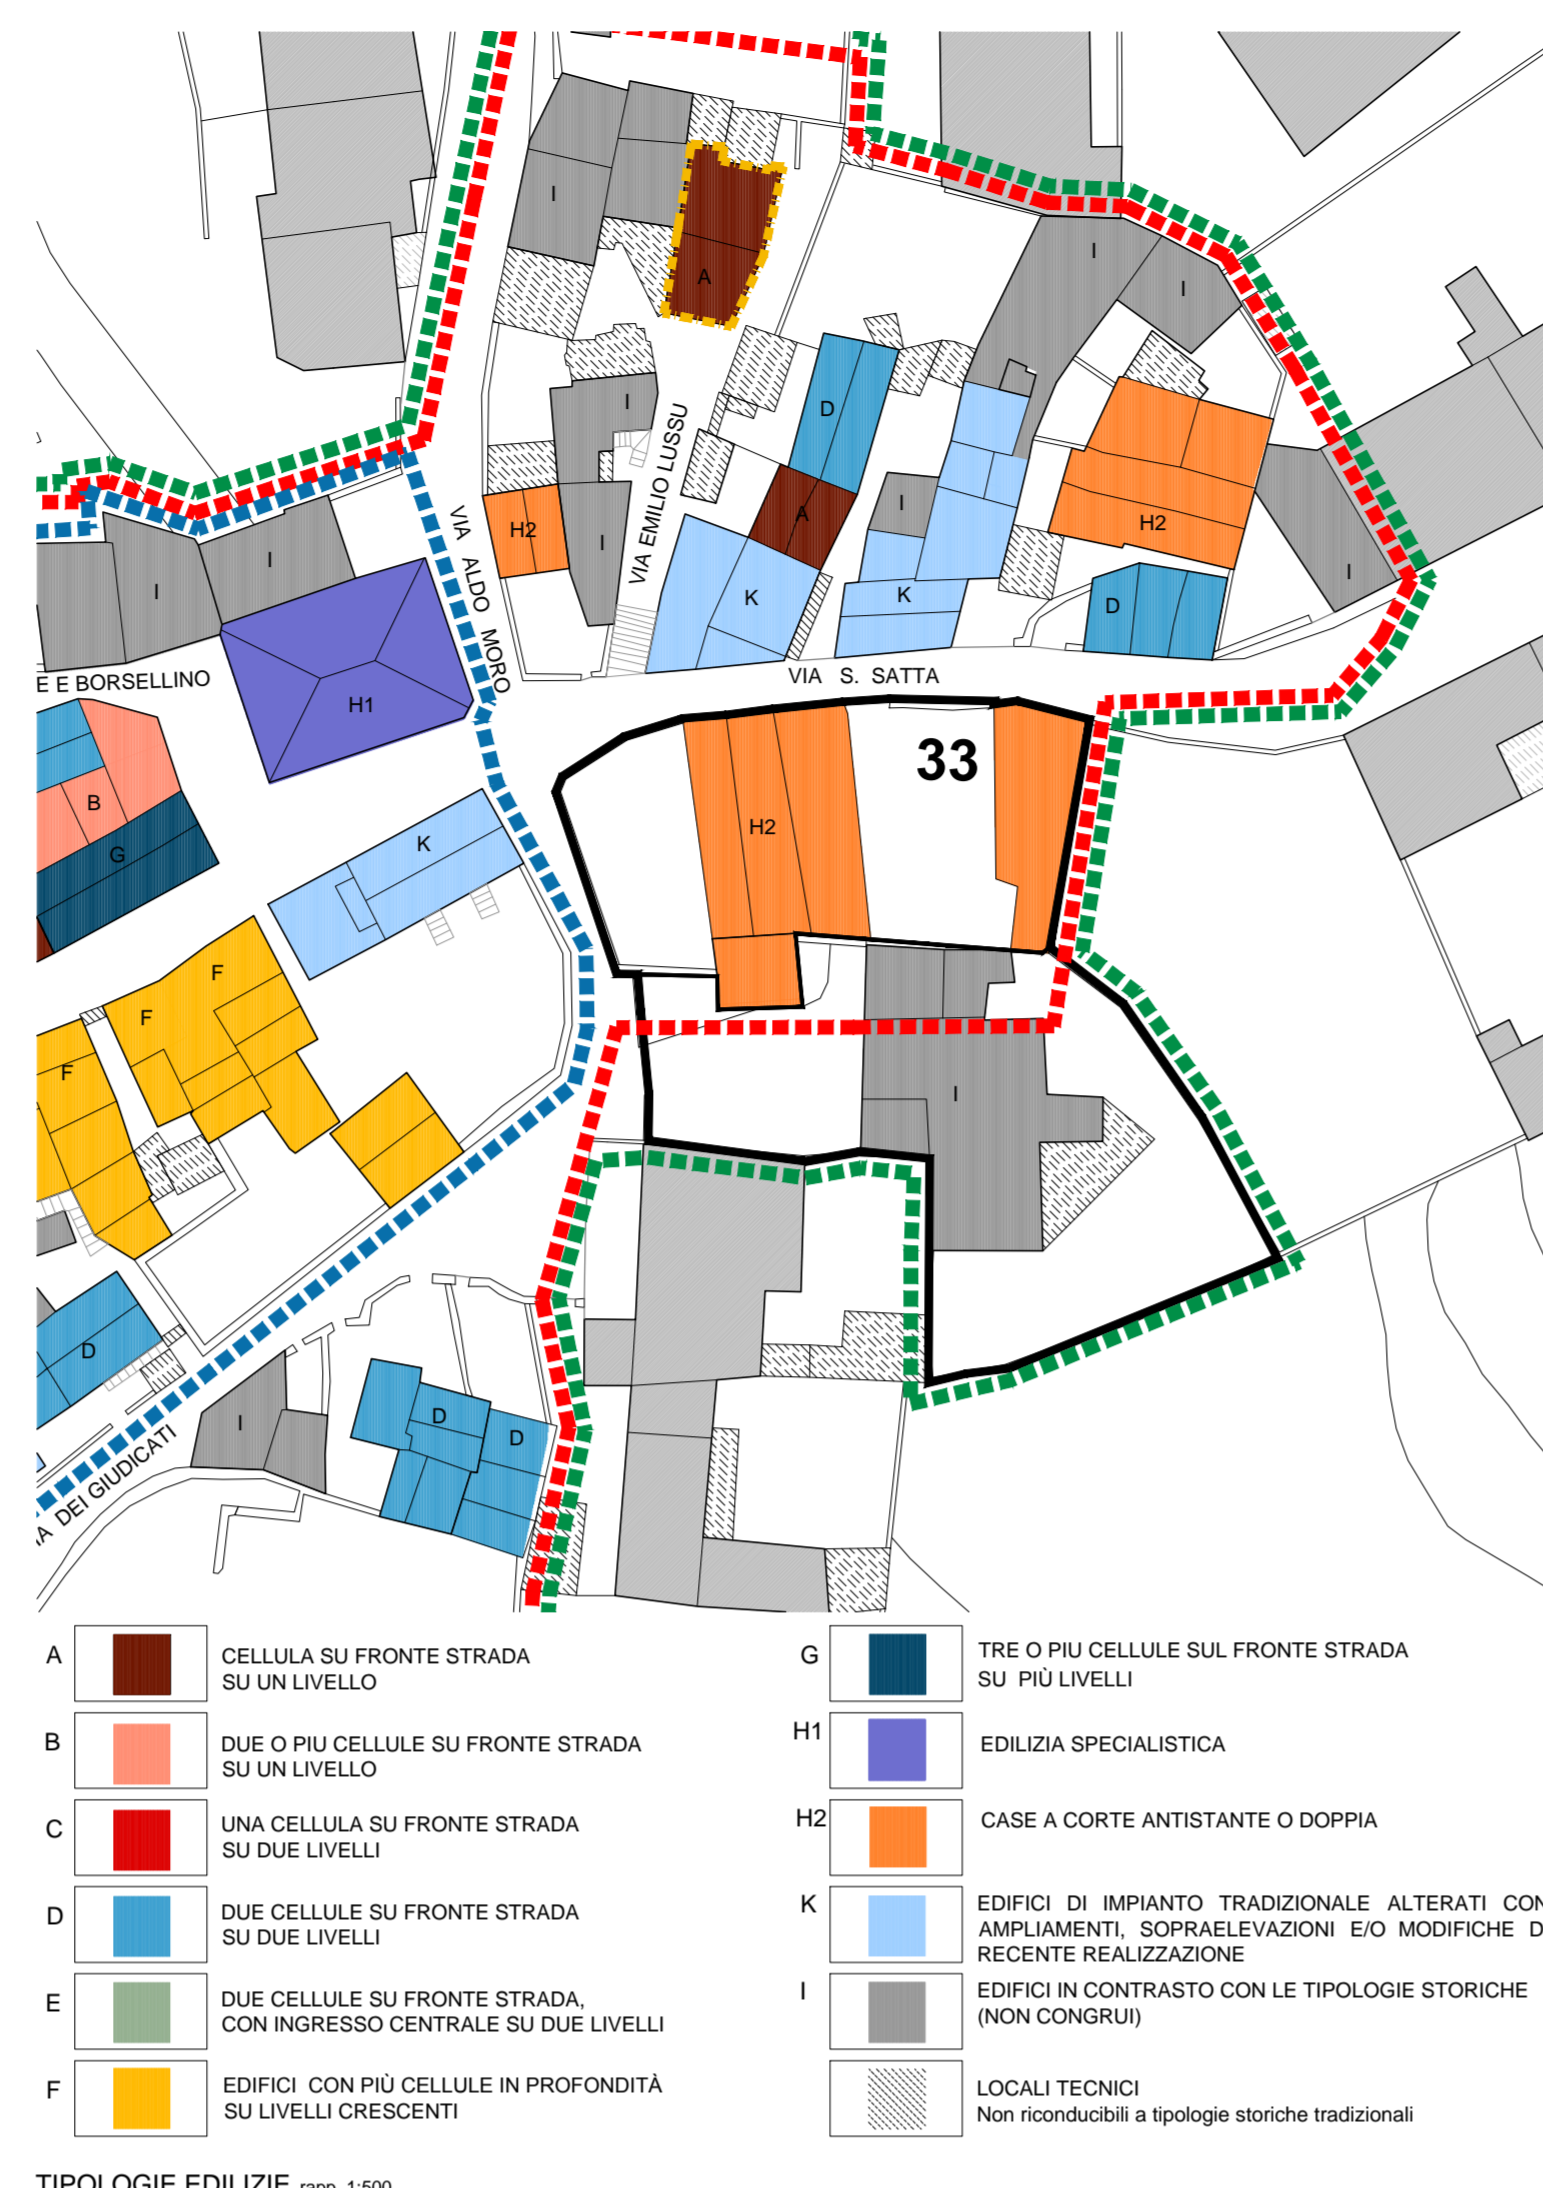 I
I
I
A
I
D
VIA EMILIO LUSSU
A
I
H2
I
H2
I
I
I
VIA ALDO MORO
K
K
D
VIA S. SATTA
E E BORSELLINO
H1
33
B
H2
G
K
F
F
F
I
D
I
D
D
A DEI GIUDICATI
A
CELLULA SU FRONTE STRADA
SU UN LIVELLO
B
DUE O PIU CELLULE SU FRONTE STRADA
SU UN LIVELLO
C
UNA CELLULA SU FRONTE STRADA
SU DUE LIVELLI
D
DUE CELLULE SU FRONTE STRADA
SU DUE LIVELLI
E
DUE CELLULE SU FRONTE STRADA,
CON INGRESSO CENTRALE SU DUE LIVELLI
F
EDIFICI CON PIÙ CELLULE IN PROFONDITÀ
SU LIVELLI CRESCENTI
G
TRE O PIU CELLULE SUL FRONTE STRADA
SU PIÙ LIVELLI
H1
EDILIZIA SPECIALISTICA
H2
CASE A CORTE ANTISTANTE O DOPPIA
K
EDIFICI DI IMPIANTO TRADIZIONALE ALTERATI CON
AMPLIAMENTI, SOPRAELEVAZIONI E/O MODIFICHE D
RECENTE REALIZZAZIONE
I
EDIFICI IN CONTRASTO CON LE TIPOLOGIE STORICHE
(NON CONGRUI)
LOCALI TECNICI
Non riconducibili a tipologie storiche tradizionali
TIPOLOGIE EDILIZIE rapp. 1:500